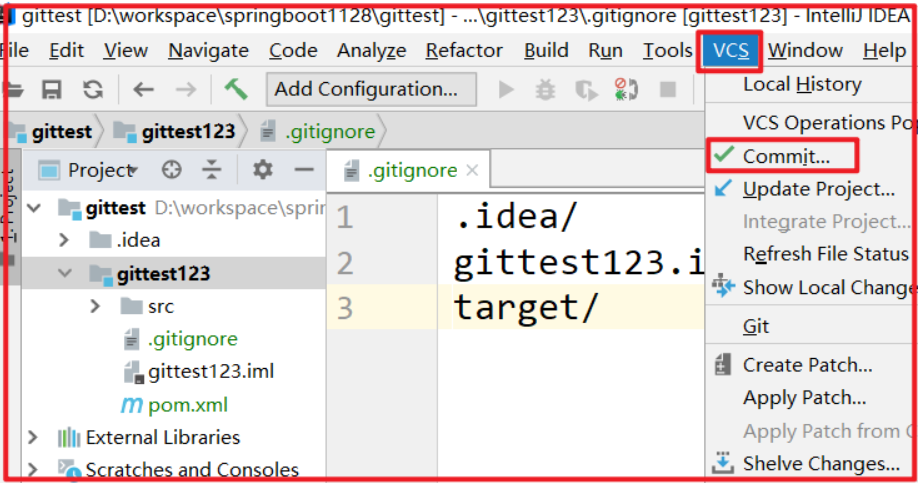 gittest [D:\workspace\springboot1128\gittest] - ...\gittest123\.gitignore [gittest123] - IntelliJ IDEA
File Edit View Navigate Code Analyze Refactor Build Run Tools VCS Window Help
Add Configuration...
gittest gittest123 .gitignore
Project
.gitignore
gittest D:\workspace\sprin
.idea
gittest123
src
.gitignore
gittest123.iml
pom.xml
External Libraries
Scratches and Consoles
1 .idea/
2 gittest123.i
3 target/
Local History
VCS Operations Po
Commit...
Update Project...
Integrate Project...
Refresh File Status
Show Local Change
Git
Create Patch...
Apply Patch...
Apply Patch from C
Shelve Changes...